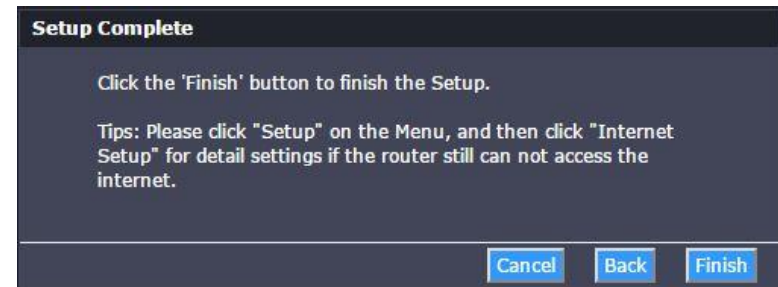 Setup Complete
Click the 'Finish' button to finish the Setup.
Tips: Please click "Setup" on the Menu, and then click "Internet
Setup" for detail settings if the router still can not access the
internet.
Cancel Back Finish